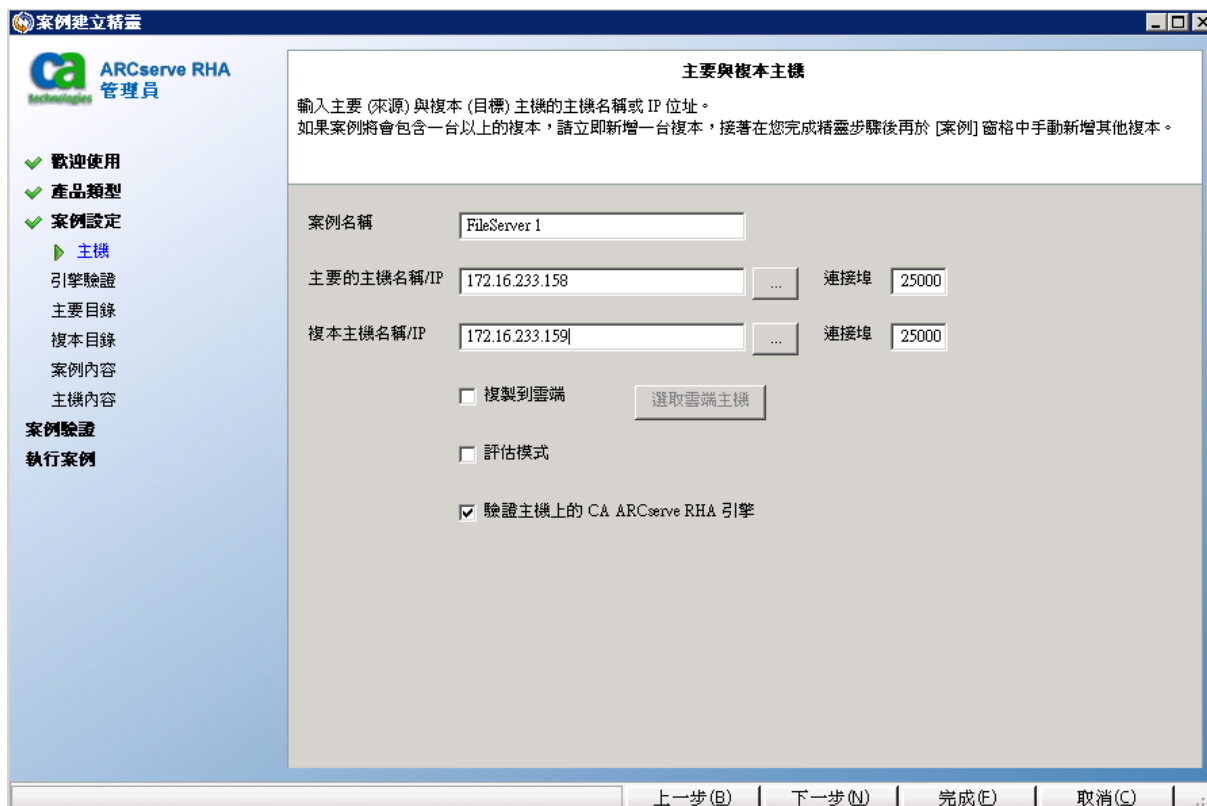 案例建立精靈
ca
technologies
ARCserve RHA
管理員
歡迎使用
產品類型
案例設定
主機
引擎驗證
主要目錄
複本目錄
案例內容
主機內容
案例驗證
執行案例
主要與複本主機
輸入主要 (來源) 與複本 (目標) 主機的主機名稱或 IP 位址。
如果案例將會包含一台以上的複本，請立即新增一台複本，接著在您完成精靈步驟後再於 [案例] 窗格中手動新增其他複本。
案例名稱 FileServer 1
主要的主機名稱/IP 172.16.233.158 ... 連接埠 25000
複本主機名稱/IP 172.16.233.159 ... 連接埠 25000
複製到雲端 選取雲端主機
評估模式
驗證主機上的 CA ARCserve RHA 引擎
上一步(B) 下一步(N) 完成(F) 取消(C)